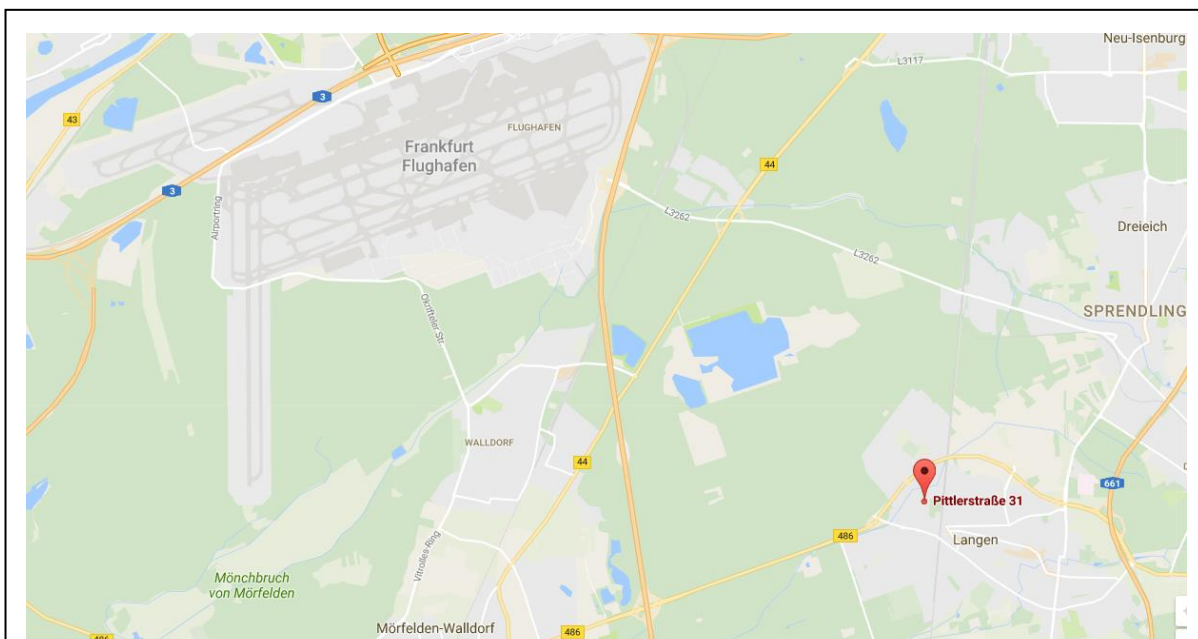 Neu-Isenburg
L3117
3
43
FLUGHAFEN
Frankfurt
Flughafen
44
3
Airportring
L3262
Dreieich
L3262
Okrifteler Str.
SPRENDLING
WALLDORF
44
661
Pittlerstraße 31
486
Langen
Vitrolles-Ring
Mönchbruch
von Mörfelden
Mörfelden-Walldorf
486
486